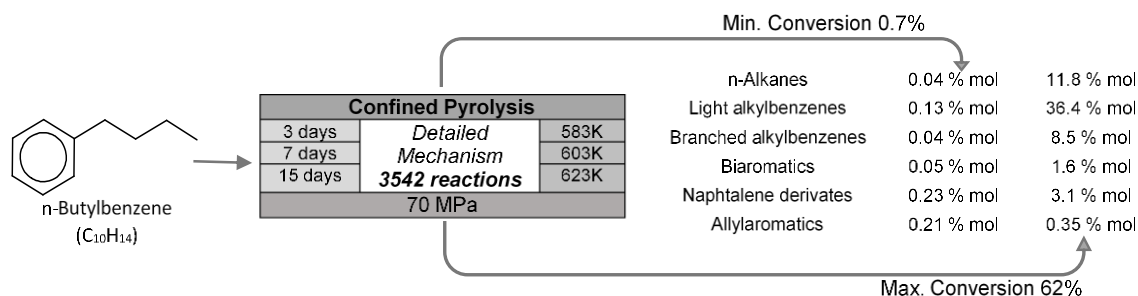 Min. Conversion 0.7%
n-Alkanes 0.04 % mol 11.8 % mol
Light alkylbenzenes 0.13 % mol 36.4 % mol
Branched alkylbenzenes 0.04 % mol 8.5 % mol
Biaromatics 0.05 % mol 1.6 % mol
Naphtalene derivates 0.23 % mol 3.1 % mol
Allylaromatics 0.21 % mol 0.35 % mol
Confined Pyrolysis
3 days Detailed 583K
7 days Mechanism 603K
15 days 3542 reactions 623K
70 MPa
n-Butylbenzene
(C₁₀H₁₄)
Max. Conversion 62%